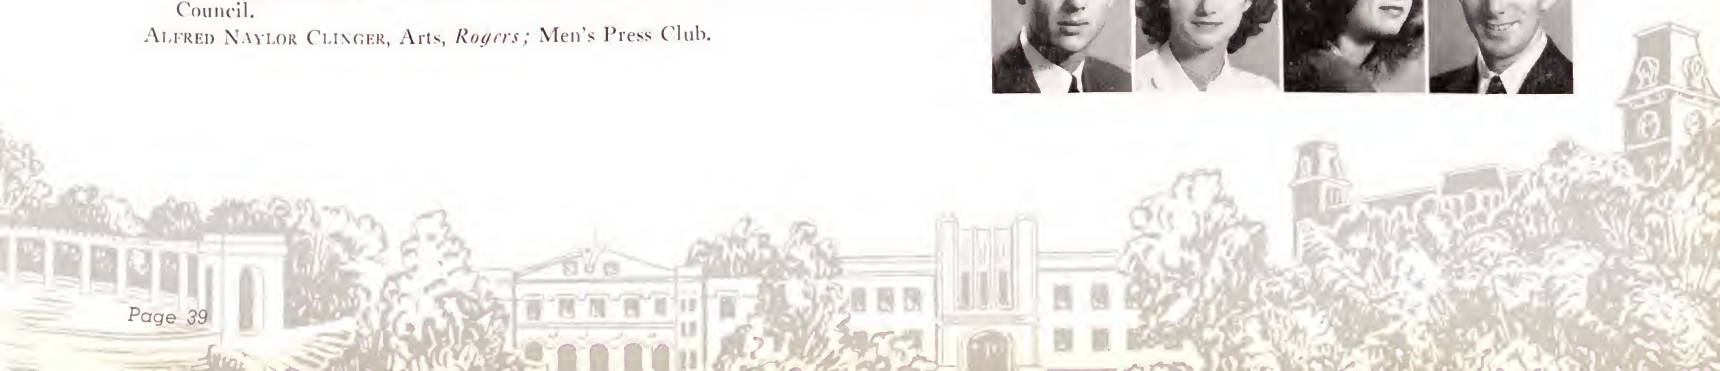 Council.
ALFRED NAYLOR CLINGER, Arts, Rogers; Men's Press Club.
Page 39